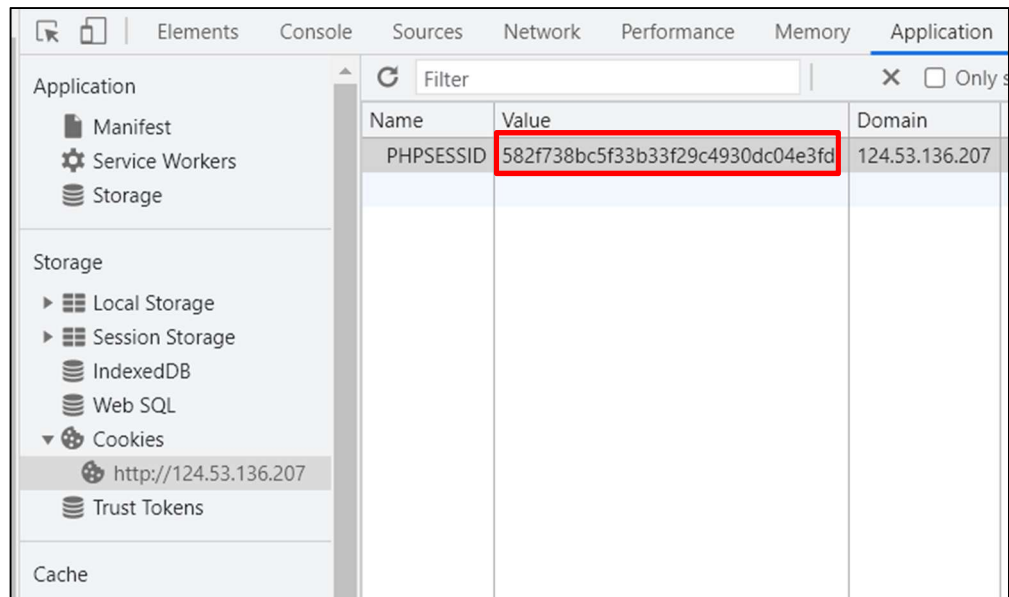 Elements Console Sources Network Performance Memory Application
Application
Manifest
Service Workers
Storage
Storage
Local Storage
Session Storage
IndexedDB
Web SQL
Cookies
http://124.53.136.207
Trust Tokens
Cache
Filter Only s
Name Value Domain
PHPSESSID 582f738bc5f33b33f29c4930dc04e3fd 124.53.136.207